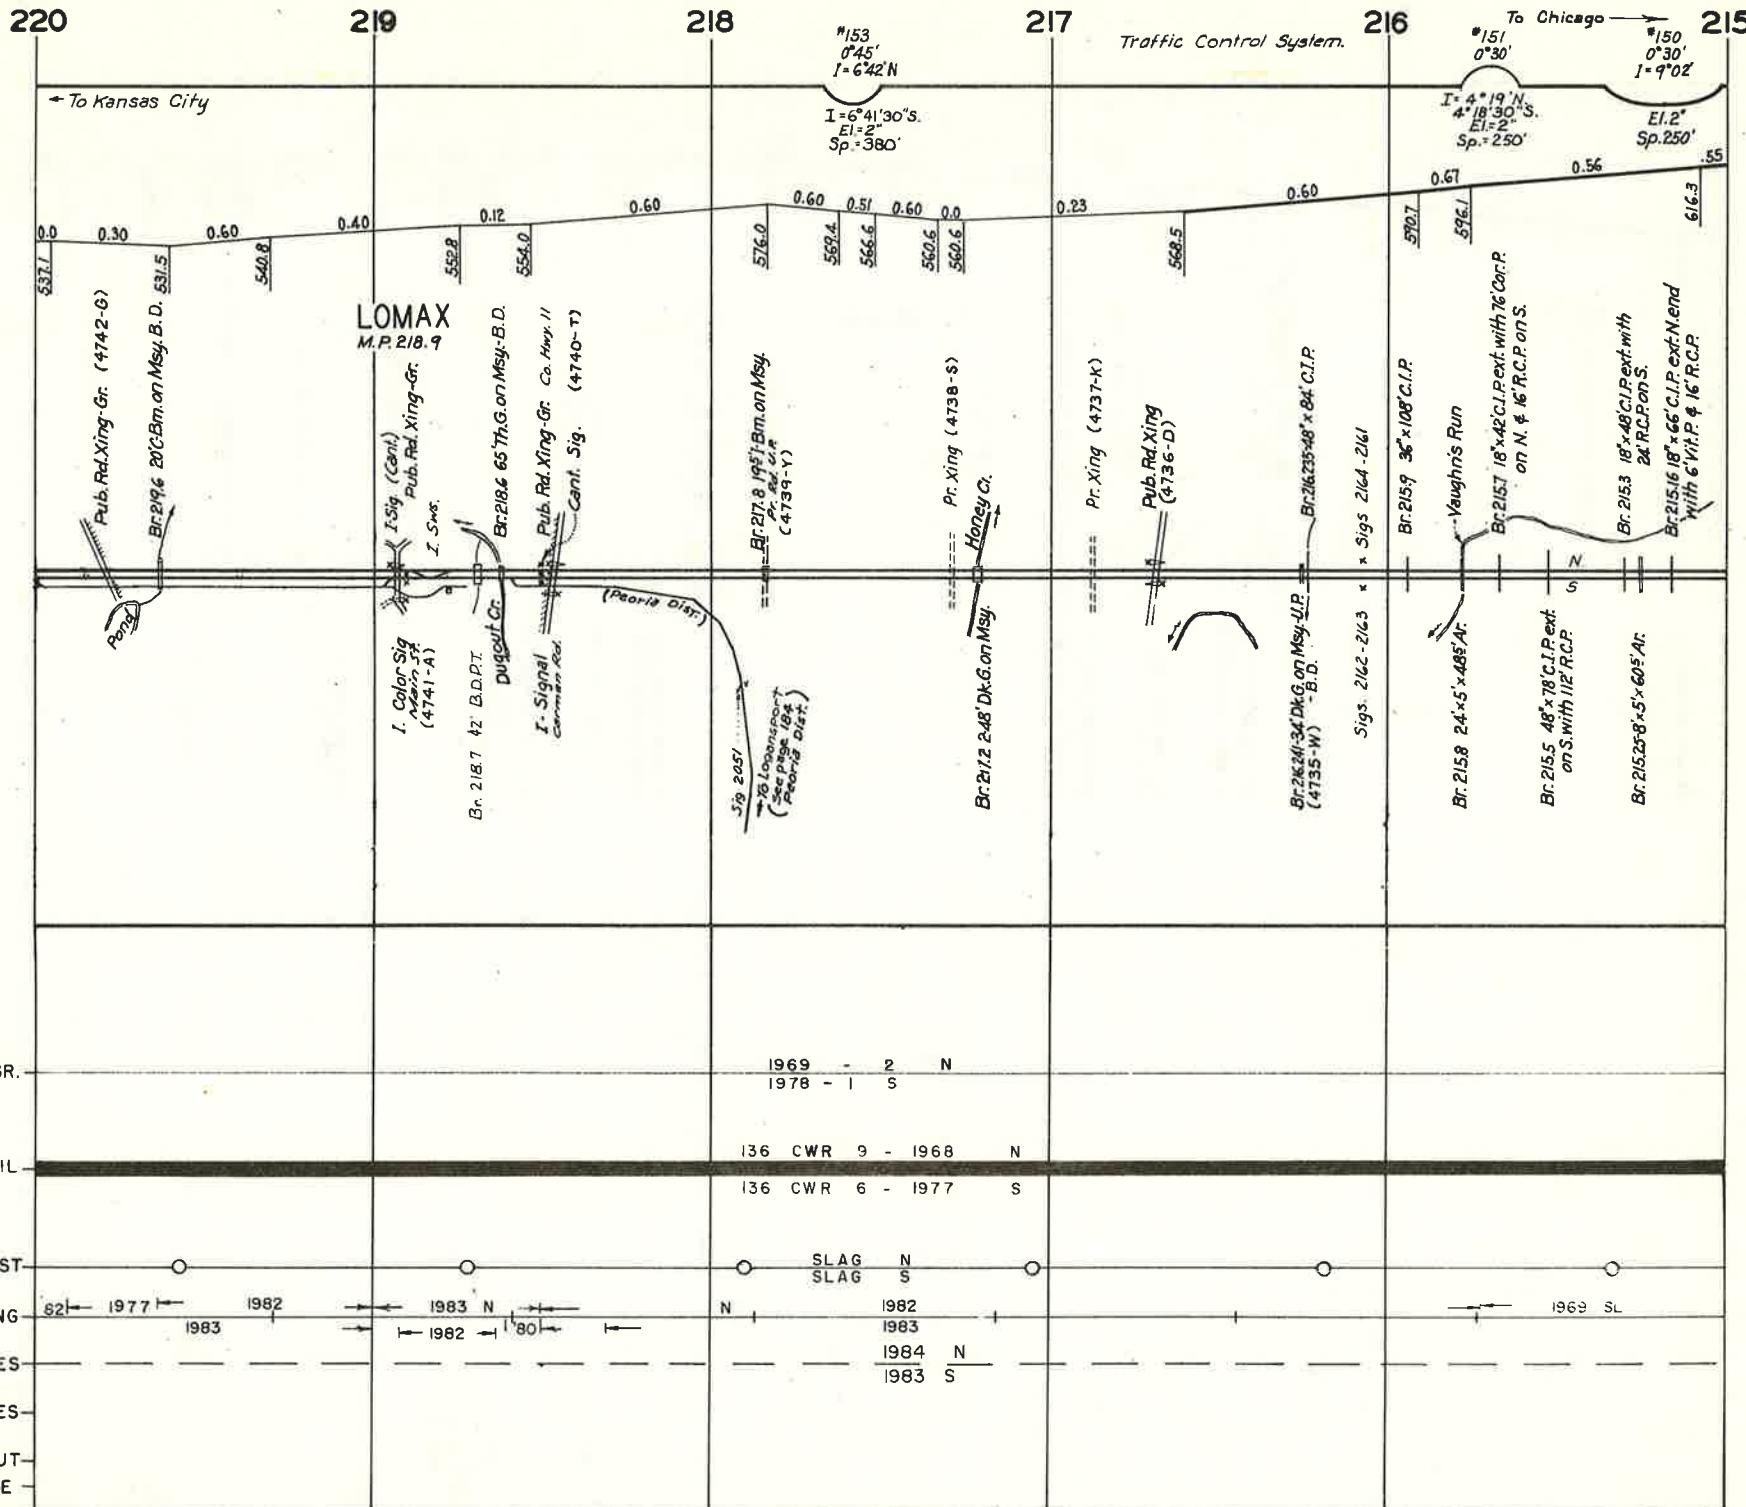 220
219
218
217
216
215
To Chicago
Traffic Control System.
#153
0°45'
I=6°42'N
#151
0°30'
#150
0°30'
I=9°02'
To Kansas City
I=6°41'30"S.
El.=2"
Sp.=380'
I=4°19'N.
4°18'30"S.
El.=2"
Sp.=250'
El.2"
Sp.250'
0.0 0.30 0.60 0.40 0.12 0.60 0.60 0.51 0.60 0.0 0.23 0.60 0.67 0.56 .55
537.1 531.5 540.8 552.8 554.0 576.0 569.4 566.6 560.6 560.6 568.5 590.7 596.1 616.3
LOMAX
M.P. 218.9
Pub. Rd. Xing-Gr. (4742-G)
Br. 219.6 20' C-Bm. on Msy. B.D.
I-Sig. (Cant.)
Pub. Rd. Xing-Gr.
I. Sws.
Br. 218.6 65' Th.G. on Msy.-B.D.
Pub. Rd. Xing-Gr. Co. Hwy. 11
Cant. Sig. (4740-T)
Br. 217.8 19⁵' I-Bm. on Msy.
Pr. Rd. U.P.
(4739-Y)
Pr. Xing (4738-S)
Honey Cr.
Pr. Xing (4737-K)
Pub. Rd. Xing
(4736-D)
Br. 216.235-48" x 84' C.I.P.
Sigs 2164-2161
Br. 215.9 36" x 108' C.I.P.
Vaughn's Run
Br. 215.7 18" x 42' C.I.P. ext. with 76' Cor. P.
on N. & 16' R.C.P. on S.
Br. 215.3 18" x 48' C.I.P. ext with
24' R.C.P. on S.
Br. 215.16 18" x 66' C.I.P. ext. N. end
with 6' Vit. P. & 16' R.C.P.
N
S
Pond
I. Color Sig
Main St.
(4741-A)
Br. 218.7 42' B.D.P.T.
Dugout Cr.
I-Signal
Carman Rd.
(Peoria Dist.)
Sig 2051
To Logansport
(See page 184
Peoria Dist.)
Br. 217.2 2-48' Dk.G. on Msy.
Br. 216.241-34' Dk.G. on Msy.-U.P.
(4735-W) - B.D.
Sigs. 2162-2163
Br. 215.8 24' x 5' x 48⁵' Ar.
Br. 215.5 48" x 78' C.I.P. ext.
on S. with 112' R.C.P.
Br. 215.25-8' x 5' x 60⁵' Ar.
GR.
1969 - 2 N
1978 - 1 S
IL
136 CWR 9 - 1968 N
136 CWR 6 - 1977 S
ST
SLAG N
SLAG S
NG
82 1977 1982 1983 N N 1982 1969 SL
1983 1982 '80 1983
ES
1984 N
1983 S
ES
UT
E